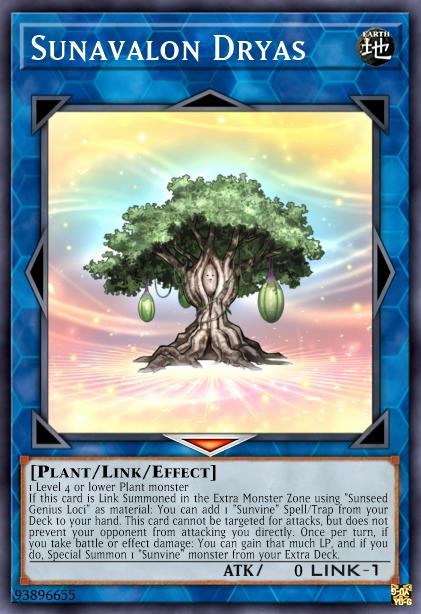 Sunavalon Dryas
EARTH
地
[Plant/Link/Effect]
1 Level 4 or lower Plant monster
If this card is Link Summoned in the Extra Monster Zone using "Sunseed
Genius Loci" as material: You can add 1 "Sunvine" Spell/Trap from your
Deck to your hand. This card cannot be targeted for attacks, but does not
prevent your opponent from attacking you directly. Once per turn, if
you take battle or effect damage: You can gain that much LP, and if you
do, Special Summon 1 "Sunvine" monster from your Extra Deck.
ATK/ 0 LINK-1
93896655